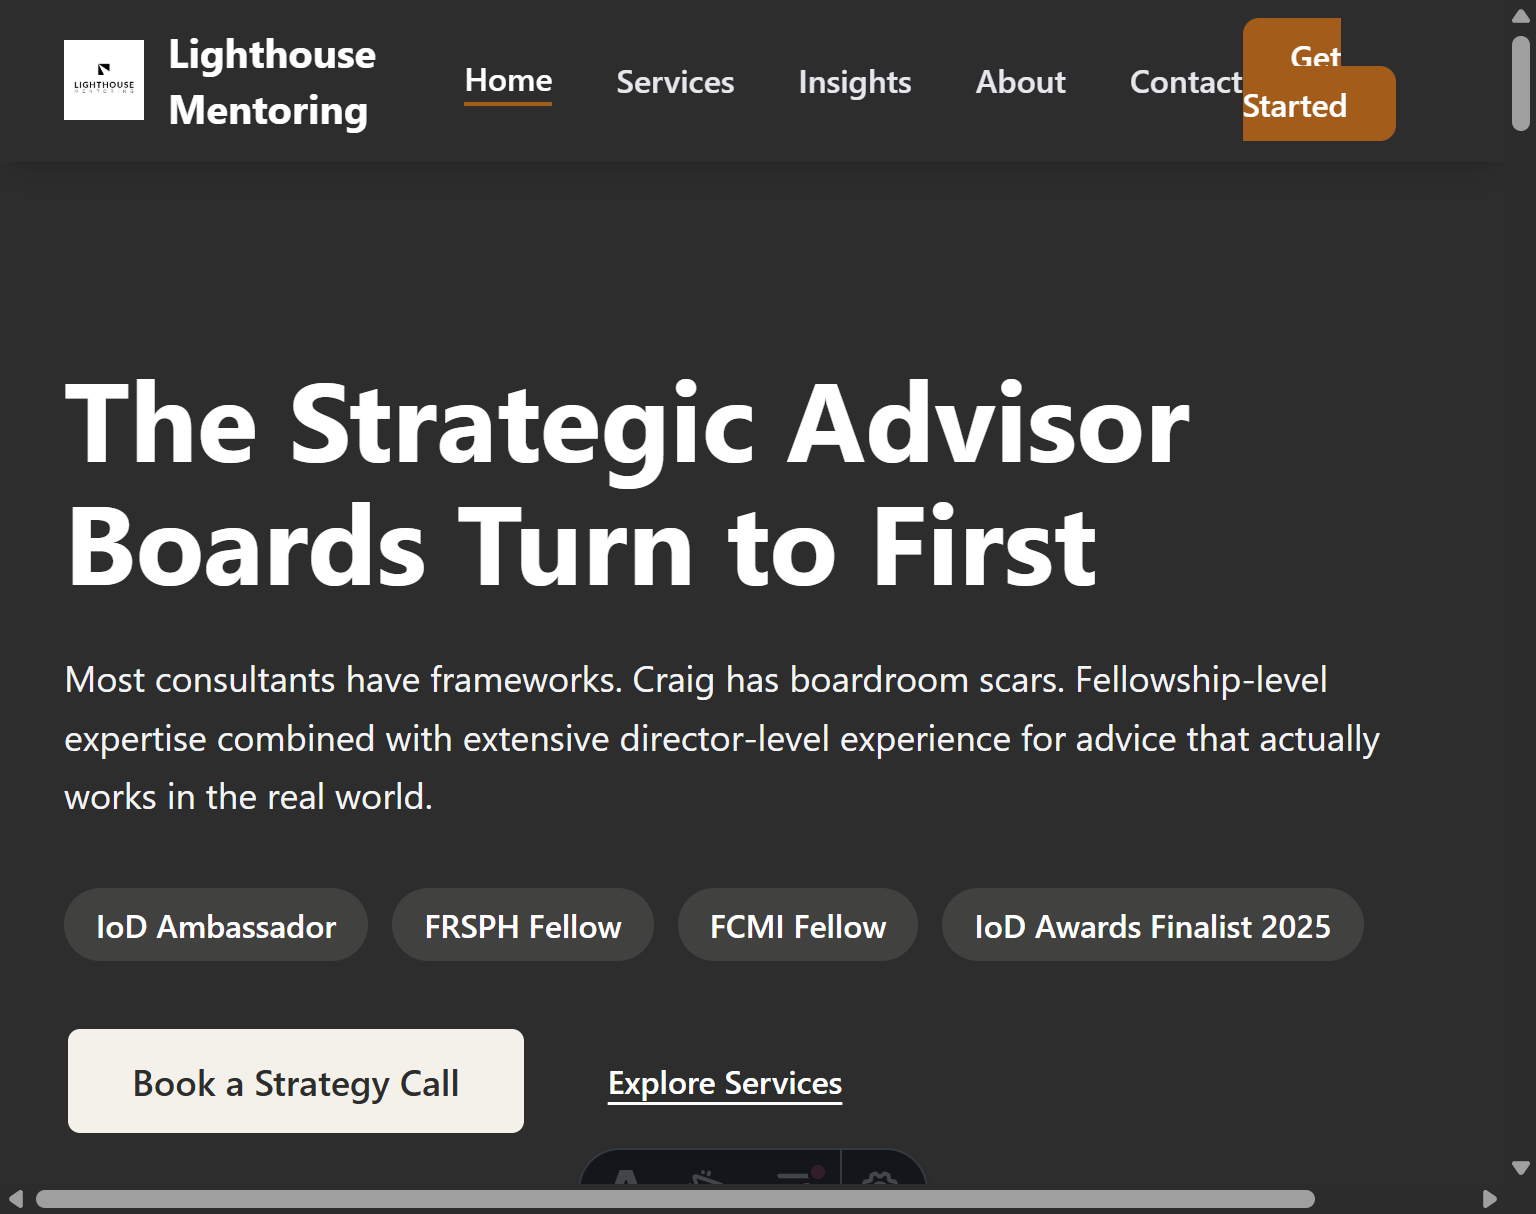 LIGHTHOUSE
MENTORING
Lighthouse
Mentoring
Home
Services
Insights
About
Contact
Get
Started
The Strategic Advisor
Boards Turn to First
Most consultants have frameworks. Craig has boardroom scars. Fellowship-level
expertise combined with extensive director-level experience for advice that actually
works in the real world.
IoD Ambassador
FRSPH Fellow
FCMI Fellow
IoD Awards Finalist 2025
Book a Strategy Call
Explore Services